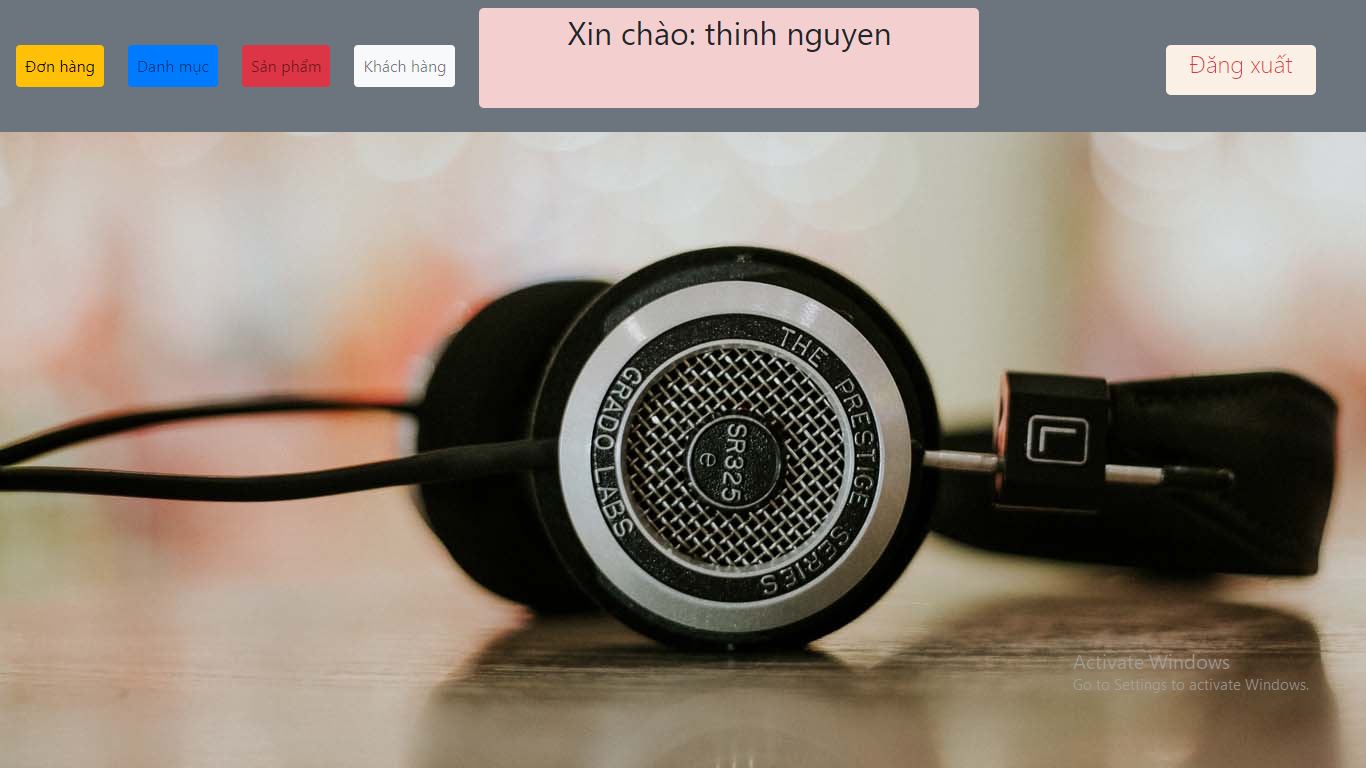 Xin chào: thinh nguyen
Đơn hàng
Danh mục
Sản phẩm
Khách hàng
Đăng xuất
THE PRESTIGE SERIES
GRADO LABS
SR325
e
L
Activate Windows
Go to Settings to activate Windows.